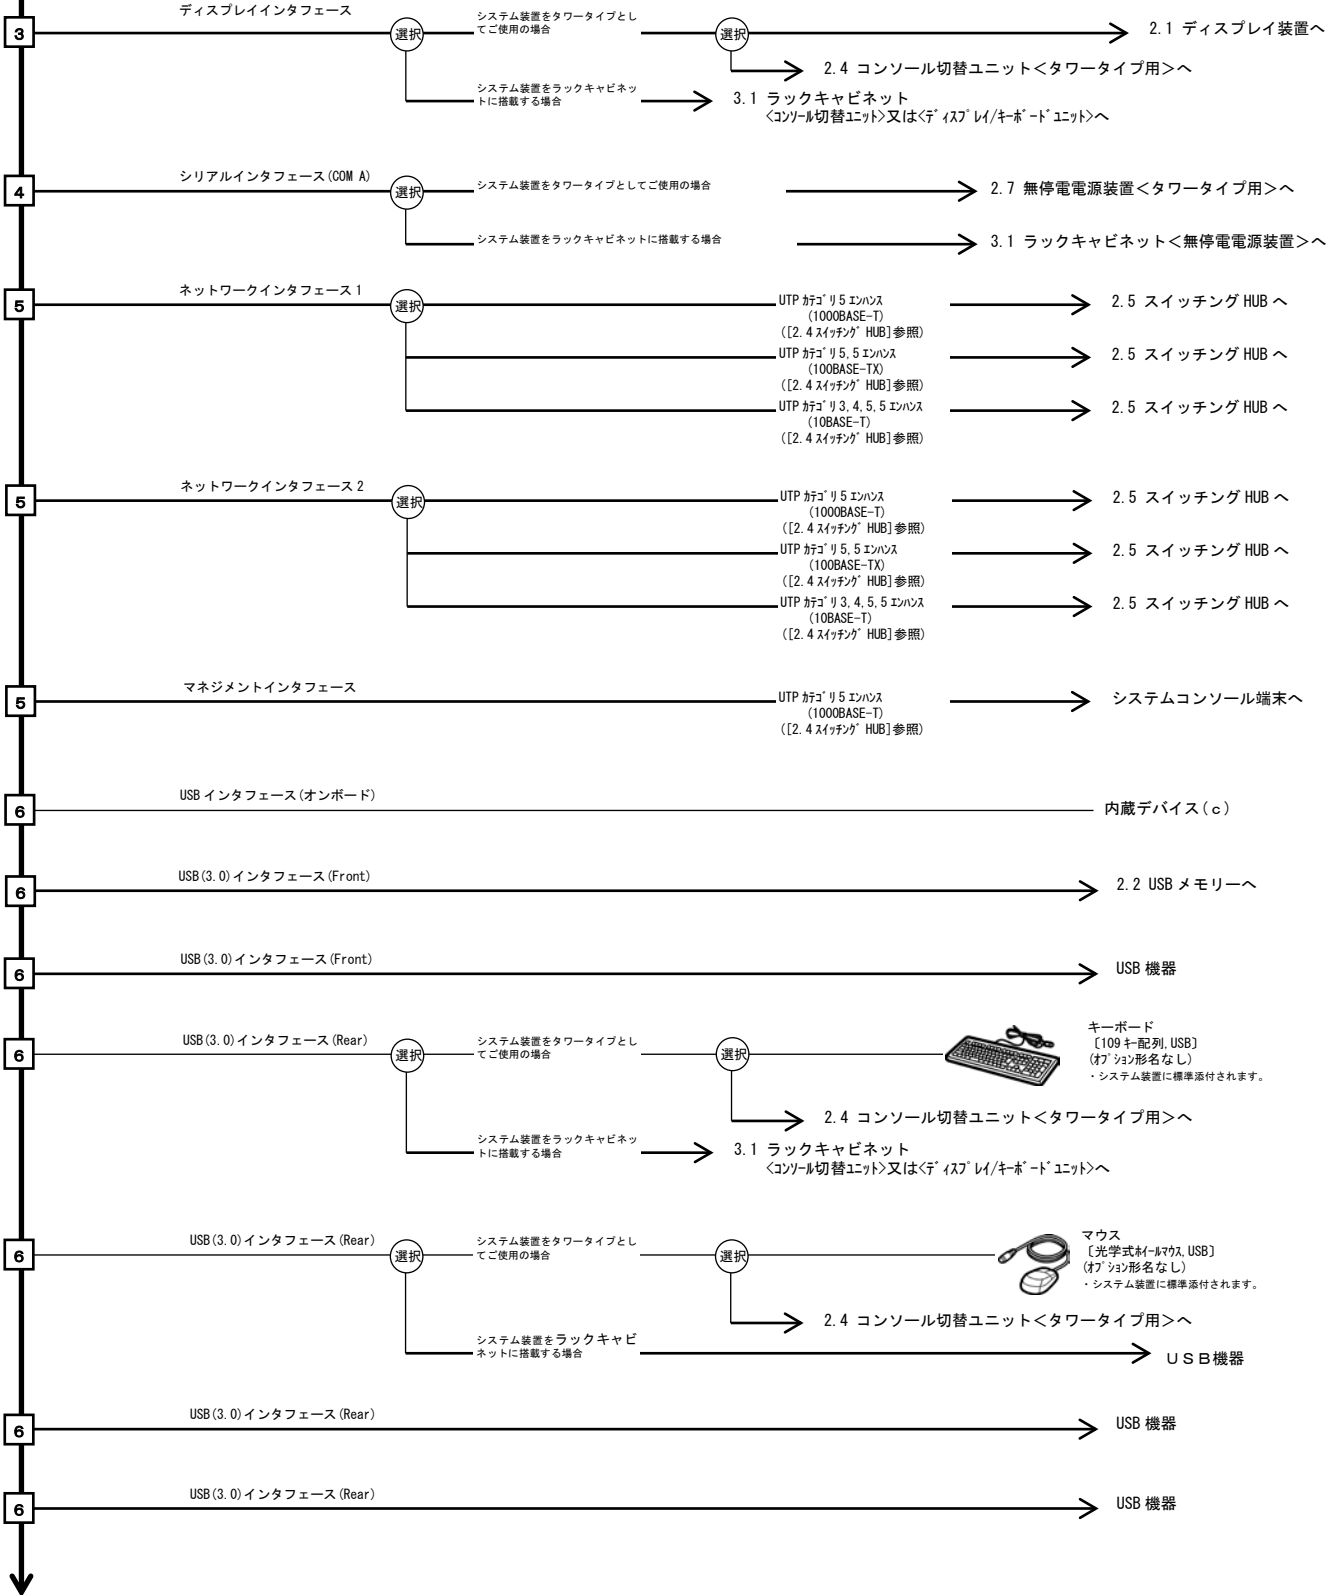 ディスプレイインタフェース
3
選択
システム装置をタワータイプとし
てご使用の場合
選択
2.1 ディスプレイ装置へ
2.4 コンソール切替ユニット＜タワータイプ用＞へ
システム装置をラックキャビネッ
トに搭載する場合
3.1 ラックキャビネット
<ｺﾝｿｰﾙ切替ﾕﾆｯﾄ>又は<ﾃﾞｨｽﾌﾟﾚｲ/ｷｰﾎﾞｰﾄﾞﾕﾆｯﾄ>へ
シリアルインタフェース(COM A)
4
選択
システム装置をタワータイプとしてご使用の場合
2.7 無停電電源装置＜タワータイプ用＞へ
システム装置をラックキャビネットに搭載する場合
3.1 ラックキャビネット＜無停電電源装置＞へ
ネットワークインタフェース 1
5
選択
UTP ｶﾃｺﾞﾘ 5 ｴﾝﾊﾝｽ
(1000BASE-T)
([2.4 ｽｲｯﾁﾝｸﾞ HUB]参照)
2.5 スイッチング HUB へ
UTP ｶﾃｺﾞﾘ 5,5 ｴﾝﾊﾝｽ
(100BASE-TX)
([2.4 ｽｲｯﾁﾝｸﾞ HUB]参照)
2.5 スイッチング HUB へ
UTP ｶﾃｺﾞﾘ 3,4,5,5 ｴﾝﾊﾝｽ
(10BASE-T)
([2.4 ｽｲｯﾁﾝｸﾞ HUB]参照)
2.5 スイッチング HUB へ
ネットワークインタフェース 2
5
選択
UTP ｶﾃｺﾞﾘ 5 ｴﾝﾊﾝｽ
(1000BASE-T)
([2.4 ｽｲｯﾁﾝｸﾞ HUB]参照)
2.5 スイッチング HUB へ
UTP ｶﾃｺﾞﾘ 5,5 ｴﾝﾊﾝｽ
(100BASE-TX)
([2.4 ｽｲｯﾁﾝｸﾞ HUB]参照)
2.5 スイッチング HUB へ
UTP ｶﾃｺﾞﾘ 3,4,5,5 ｴﾝﾊﾝｽ
(10BASE-T)
([2.4 ｽｲｯﾁﾝｸﾞ HUB]参照)
2.5 スイッチング HUB へ
マネジメントインタフェース
5
UTP ｶﾃｺﾞﾘ 5 ｴﾝﾊﾝｽ
(1000BASE-T)
([2.4 ｽｲｯﾁﾝｸﾞ HUB]参照)
システムコンソール端末へ
USB インタフェース(オンボード)
6
内蔵デバイス(ｃ)
USB(3.0)インタフェース(Front)
6
2.2 USB メモリーへ
USB(3.0)インタフェース(Front)
6
USB 機器
USB(3.0)インタフェース(Rear)
6
選択
システム装置をタワータイプとし
てご使用の場合
選択
キーボード
〔109 ｷｰ配列,USB〕
(ｵﾌﾟｼｮﾝ形名なし)
・システム装置に標準添付されます。
2.4 コンソール切替ユニット＜タワータイプ用＞へ
システム装置をラックキャビネッ
トに搭載する場合
3.1 ラックキャビネット
<ｺﾝｿｰﾙ切替ﾕﾆｯﾄ>又は<ﾃﾞｨｽﾌﾟﾚｲ/ｷｰﾎﾞｰﾄﾞﾕﾆｯﾄ>へ
USB(3.0)インタフェース(Rear)
6
選択
システム装置をタワータイプとし
てご使用の場合
選択
マウス
〔光学式ﾎｲｰﾙﾏｳｽ,USB〕
(ｵﾌﾟｼｮﾝ形名なし)
・システム装置に標準添付されます。
2.4 コンソール切替ユニット＜タワータイプ用＞へ
システム装置をラックキャビ
ネットに搭載する場合
ＵＳＢ機器
USB(3.0)インタフェース(Rear)
6
USB 機器
USB(3.0)インタフェース(Rear)
6
USB 機器